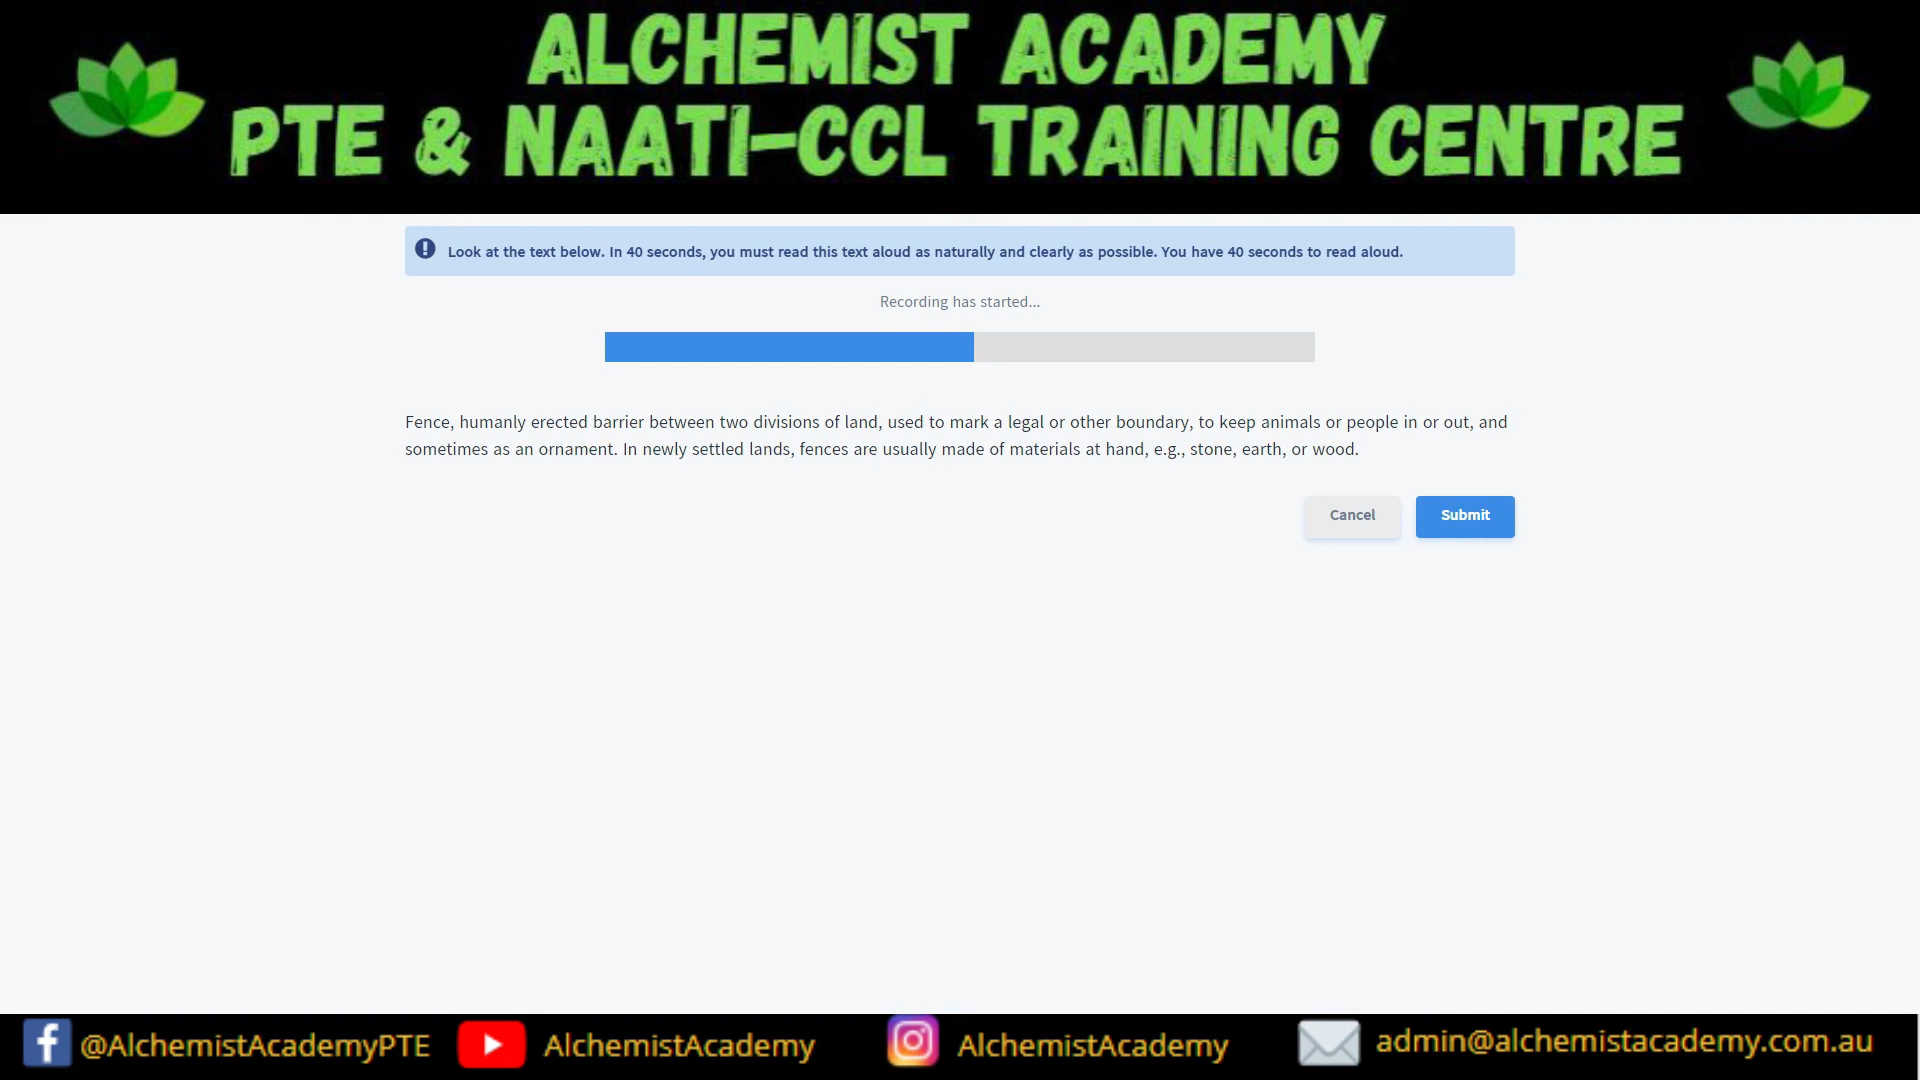 ALCHEMIST ACADEMY
PTE & NAATI-CCL TRAINING CENTRE
Look at the text below. In 40 seconds, you must read this text aloud as naturally and clearly as possible. You have 40 seconds to read aloud.
Recording has started...
Fence, humanly erected barrier between two divisions of land, used to mark a legal or other boundary, to keep animals or people in or out, and
sometimes as an ornament. In newly settled lands, fences are usually made of materials at hand, e.g., stone, earth, or wood.
Cancel Submit
@AlchemistAcademyPTE AlchemistAcademy AlchemistAcademy admin@alchemistacademy.com.au